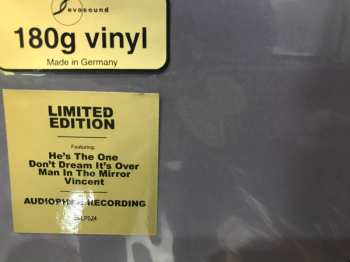 evosound
180g vinyl
Made in Germany
LIMITED
EDITION
Featuring:
He's The One
Don't Dream It's Over
Man In The Mirror
Vincent
AUDIOPHILE RECORDING